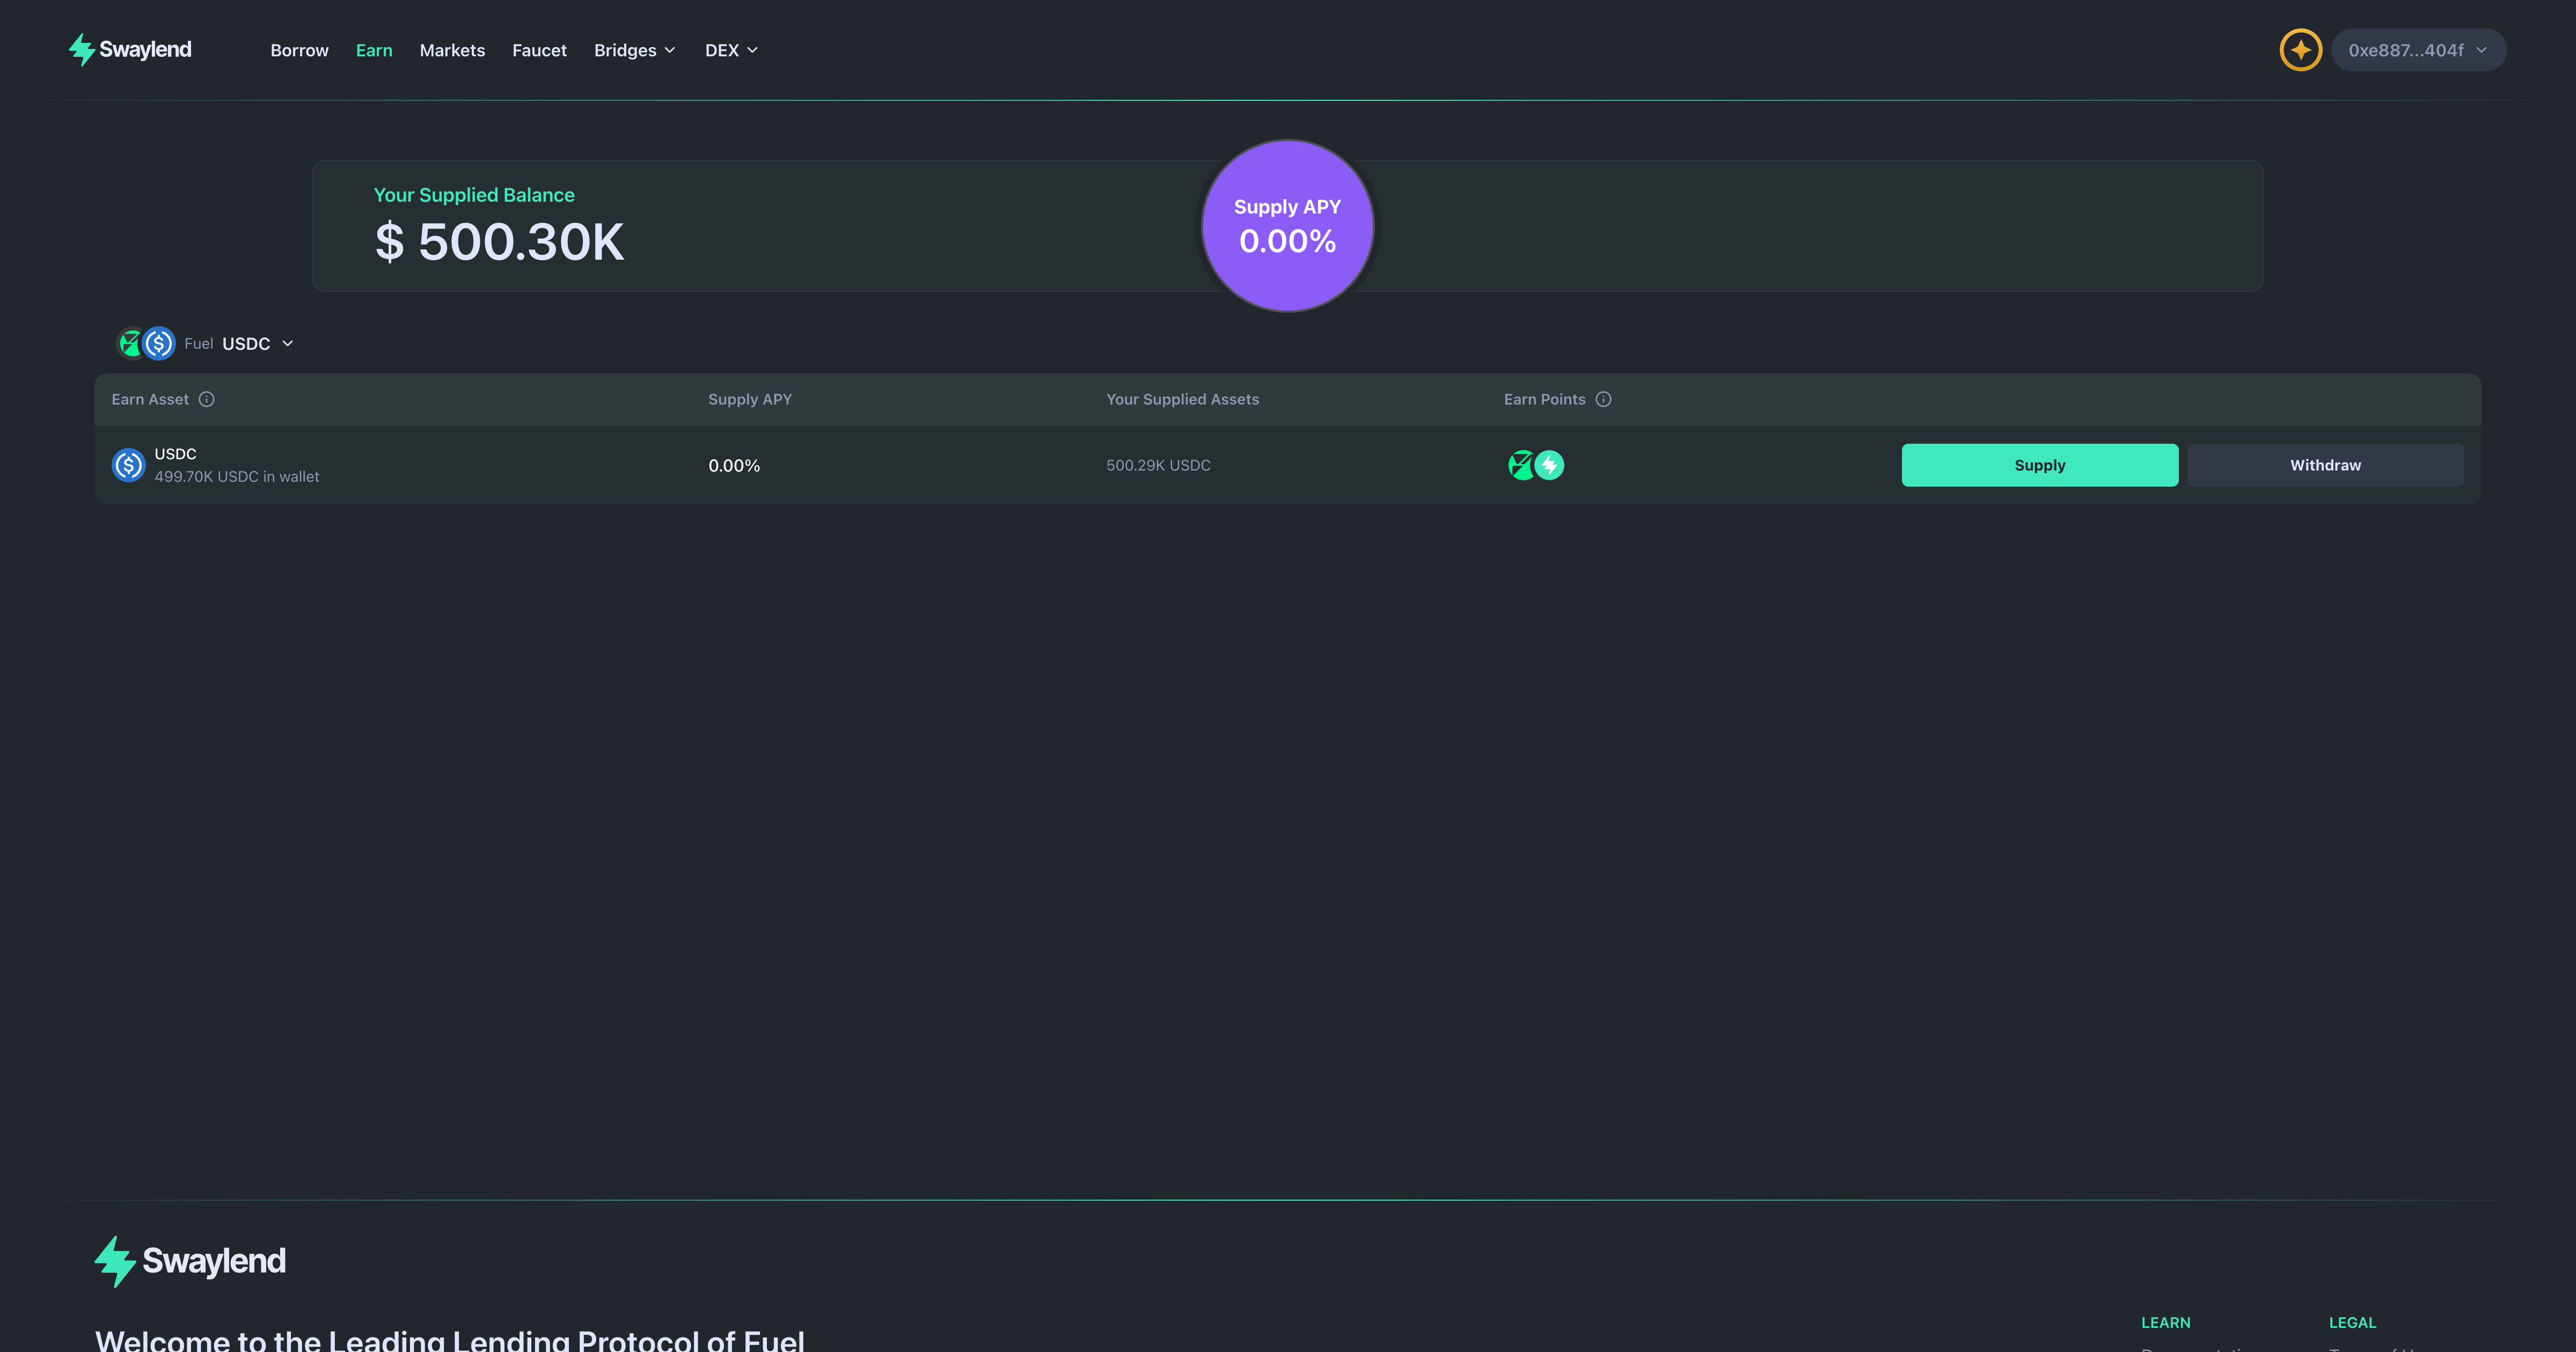 Swaylend
Borrow Earn Markets Faucet Bridges DEX
0xe887...404f
Your Supplied Balance
$ 500.30K
Supply APY
0.00%
Fuel USDC
Earn Asset Supply APY Your Supplied Assets Earn Points
USDC
499.70K USDC in wallet
0.00%
500.29K USDC
Supply
Withdraw
Swaylend
Welcome to the Leading Lending Protocol of Fuel
LEARN
LEGAL